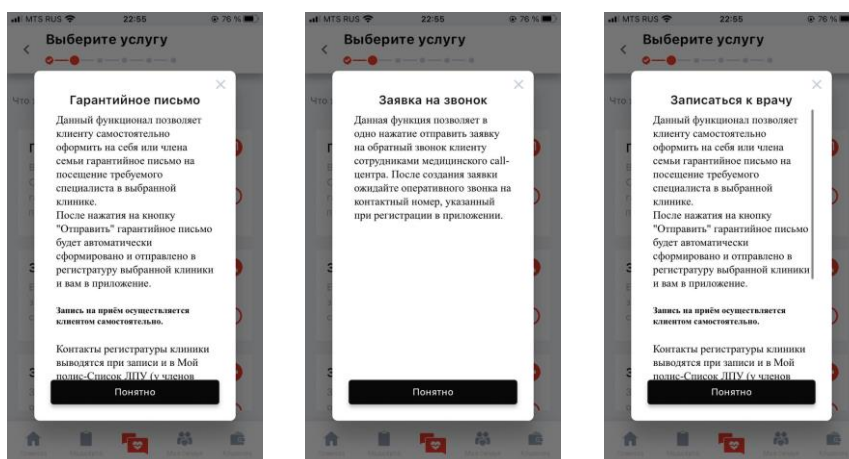 MTS RUS 22:55 76 %
Выберите услугу
Что
Гарантийное письмо
Данный функционал позволяет
клиенту самостоятельно
оформить на себя или члена
семьи гарантийное письмо на
посещение требуемого
специалиста в выбранной
клинике.
После нажатия на кнопку
"Отправить" гарантийное письмо
будет автоматически
сформировано и отправлено в
регистратуру выбранной клиники
и вам в приложение.
Запись на приём осуществляется
клиентом самостоятельно.
Контакты регистратуры клиники
выводятся при записи и в Мой
полис-Список ЛПУ (у членов
Понятно
MTS RUS 22:55 76 %
Выберите услугу
Что
Заявка на звонок
Данная функция позволяет в
одно нажатие отправить заявку
на обратный звонок клиенту
сотрудниками медицинского call-
центра. После создания заявки
ожидайте оперативного звонка на
контактный номер, указанный
при регистрации в приложении.
Понятно
MTS RUS 22:55 76 %
Выберите услугу
Что
Записаться к врачу
Данный функционал позволяет
клиенту самостоятельно
оформить на себя или члена
семьи гарантийное письмо на
посещение требуемого
специалиста в выбранной
клинике.
После нажатия на кнопку
"Отправить" гарантийное письмо
будет автоматически
сформировано и отправлено в
регистратуру выбранной клиники
и вам в приложение.
Запись на приём осуществляется
клиентом самостоятельно.
Контакты регистратуры клиники
выводятся при записи и в Мой
полис-Список ЛПУ (у членов
Понятно